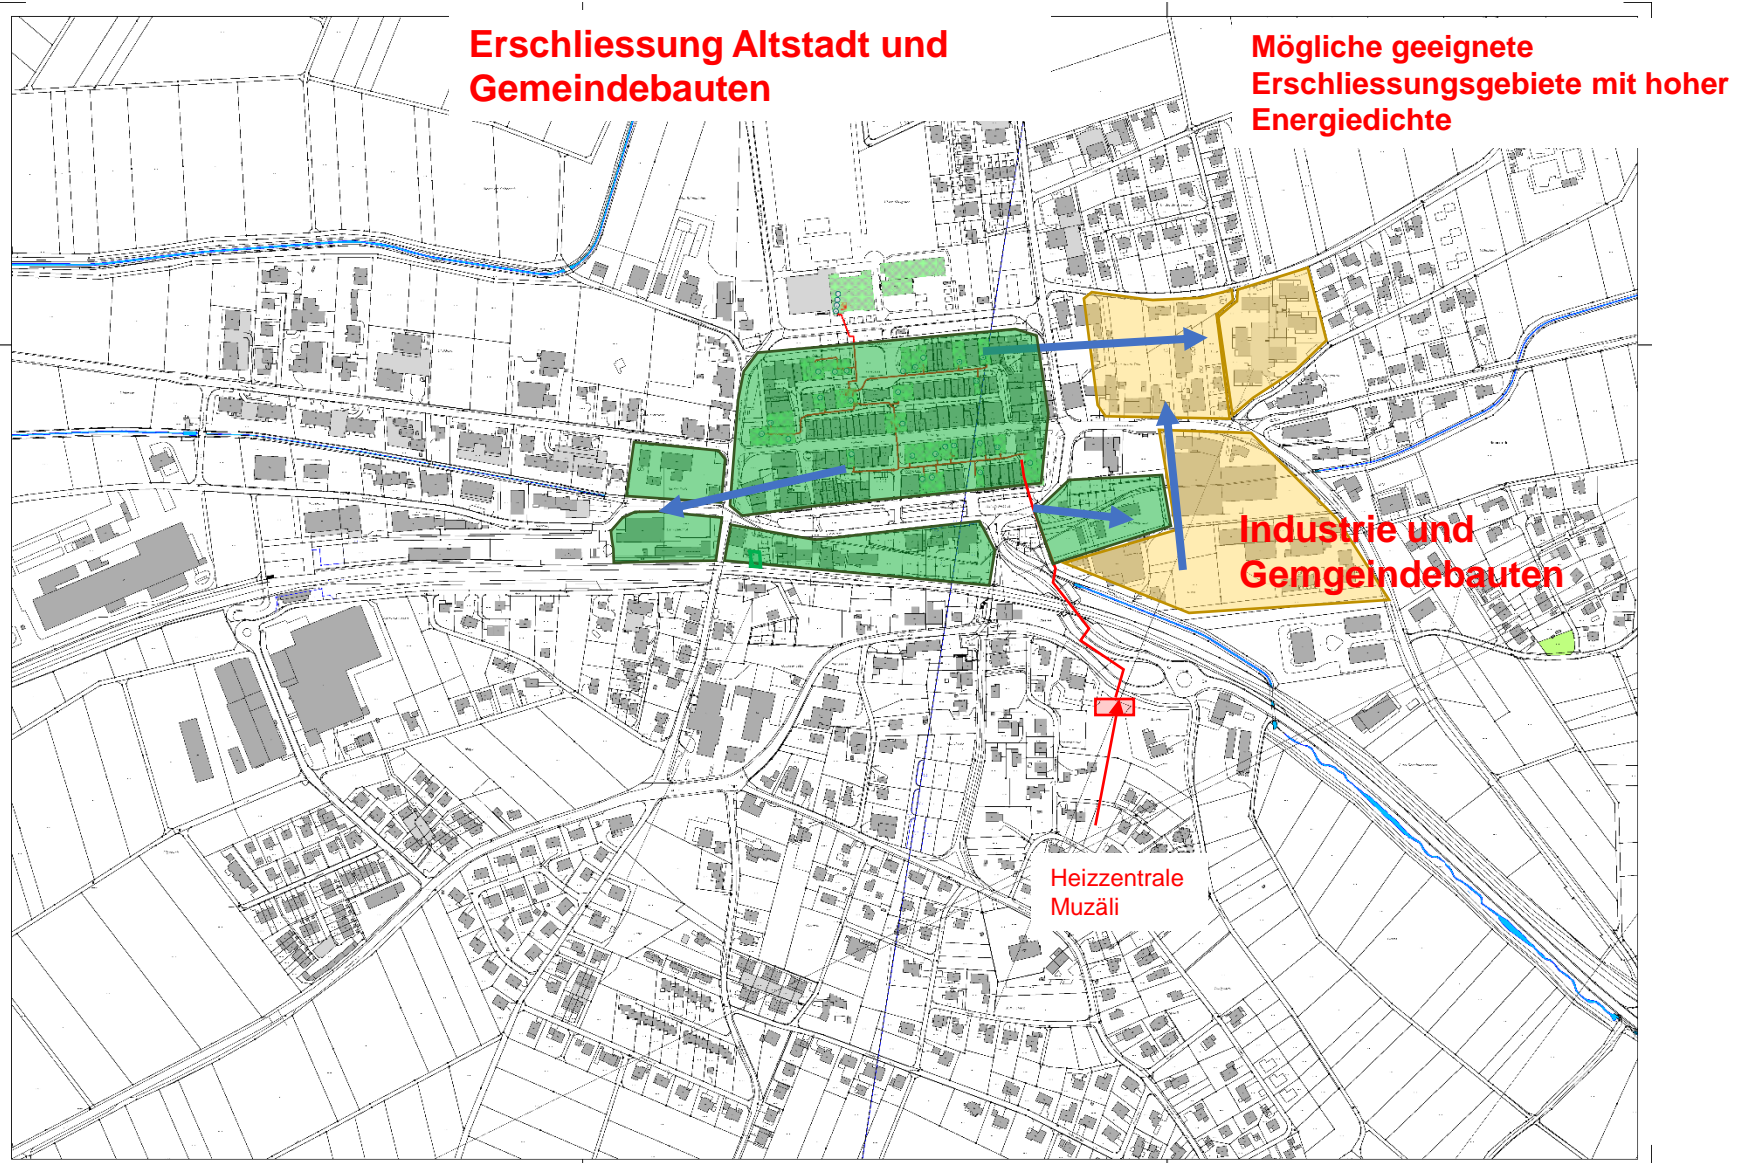 Erschliessung Altstadt und
Gemeindebauten
Mögliche geeignete
Erschliessungsgebiete mit hoher
Energiedichte
n
Industrie und
Gemgeindebauten
Heizzentrale
Muzäli